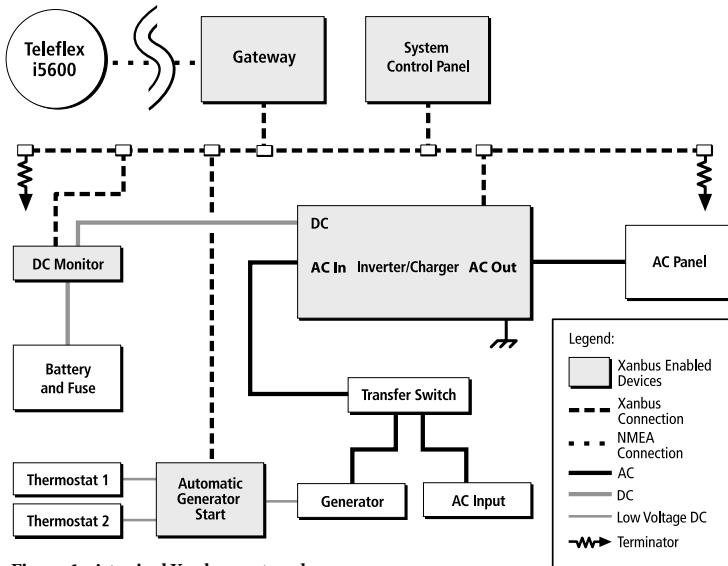 Teleflex
i5600
Gateway
System
Control Panel
DC
AC In
Inverter/Charger
AC Out
AC Panel
DC Monitor
Battery
and Fuse
Transfer Switch
Thermostat 1
Thermostat 2
Automatic
Generator
Start
Generator
AC Input
Legend:
Xanbus Enabled
Devices
Xanbus
Connection
NMEA
Connection
AC
DC
Low Voltage DC
Terminator